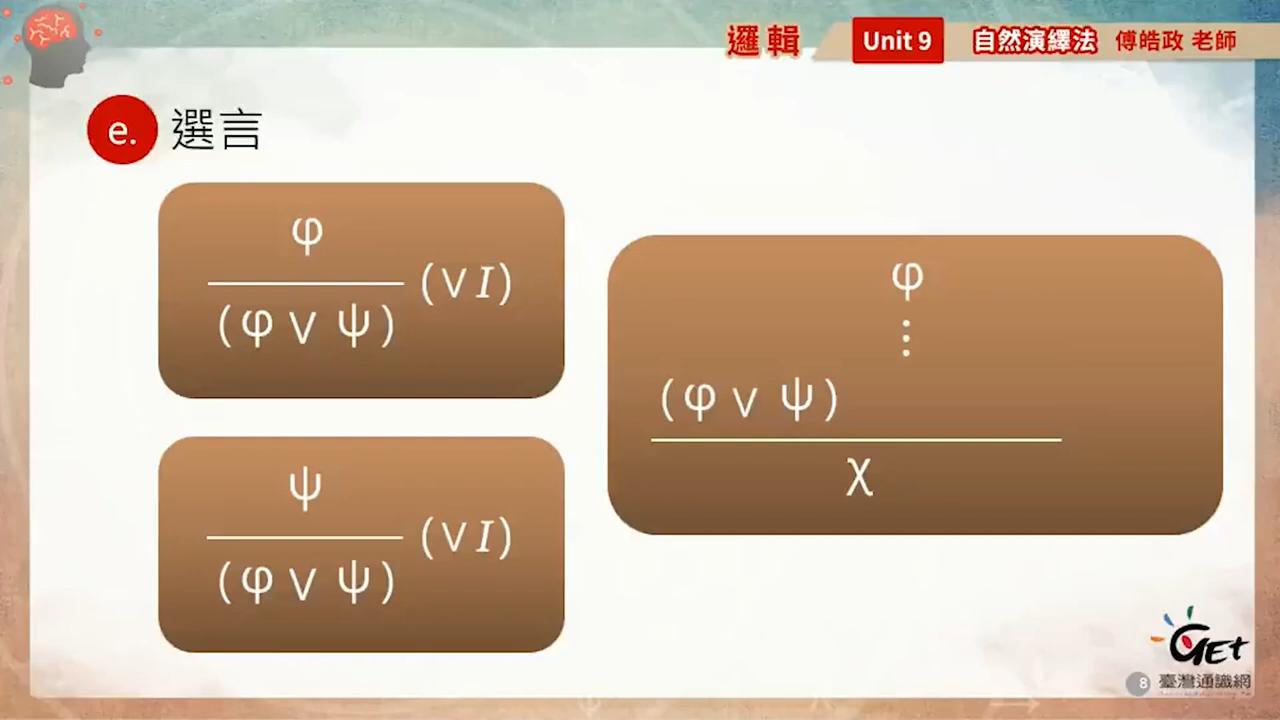 邏輯 Unit 9 自然演繹法 傅皓政 老師
e. 選言
φ
(∨I)
(φ ∨ ψ)
ψ
(∨I)
(φ ∨ ψ)
φ
⋮
(φ ∨ ψ)
χ
GET
8 臺灣通識網